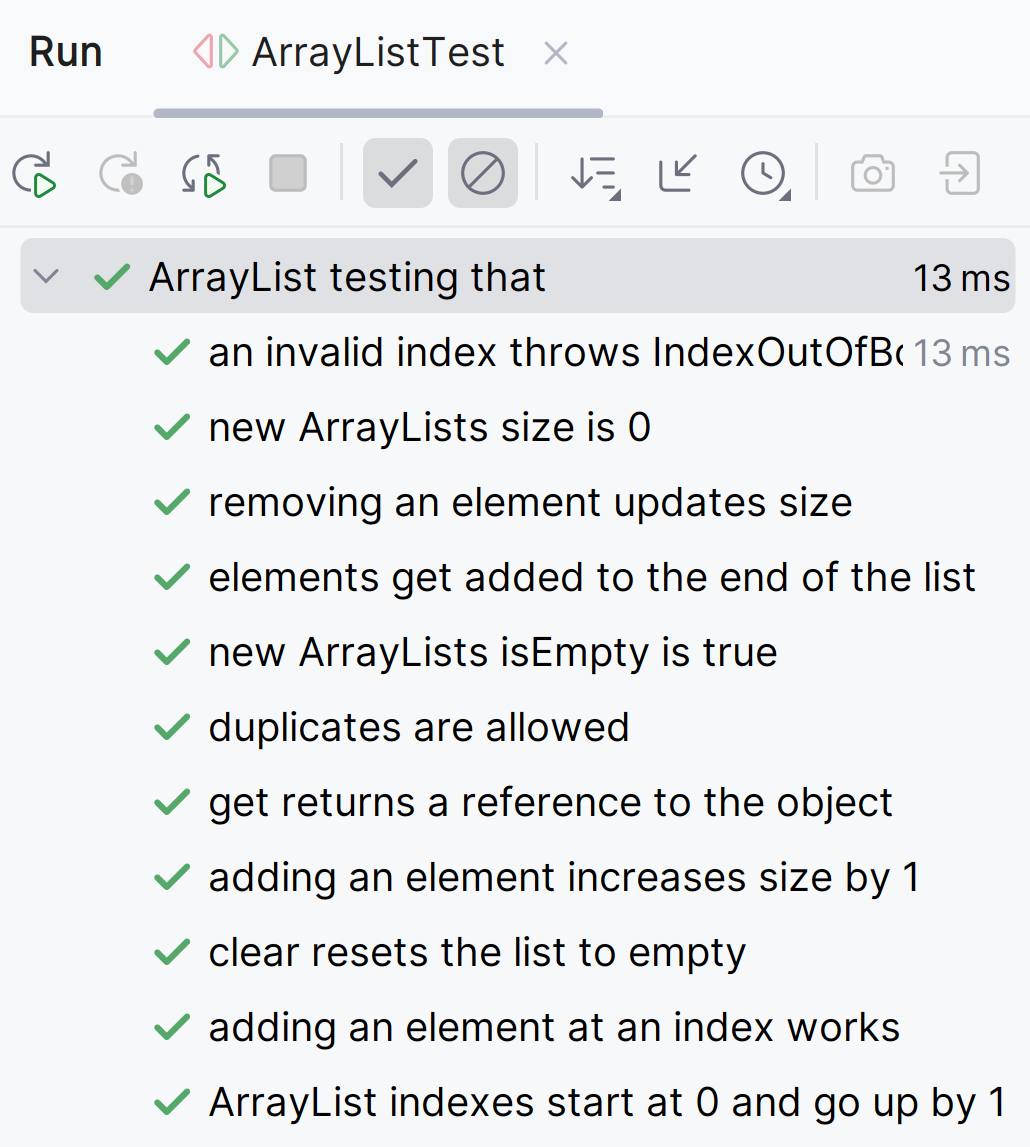 Run ArrayListTest
ArrayList testing that 13 ms
an invalid index throws 13 ms
new ArrayLists size is 0
removing an element updates size
elements get added to the end of the list
new ArrayLists isEmpty is true
duplicates are allowed
get returns a reference to the object
adding an element increases size by 1
clear resets the list to empty
adding an element at an index works
ArrayList indexes start at 0 and go up by 1